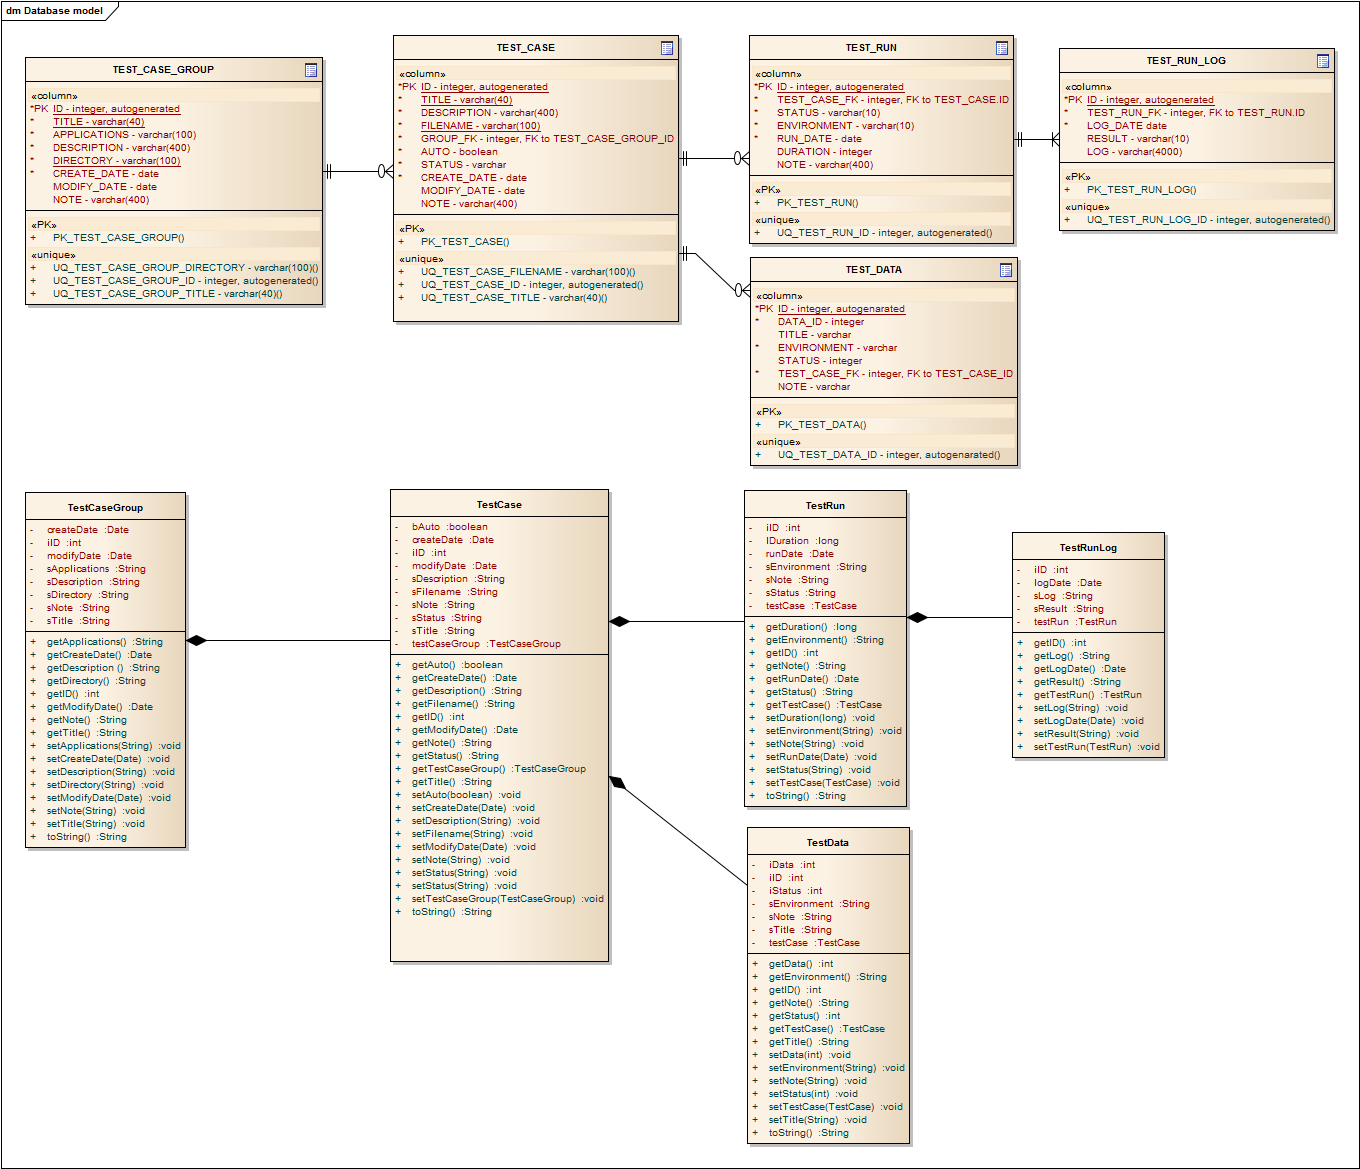 dm Database model
TEST_CASE_GROUP
«column»
*PK ID - integer, autogenerated
* TITLE - varchar(40)
* APPLICATIONS - varchar(100)
* DESCRIPTION - varchar(400)
* DIRECTORY - varchar(100)
* CREATE_DATE - date
MODIFY_DATE - date
NOTE - varchar(400)
«PK»
+ PK_TEST_CASE_GROUP()
«unique»
+ UQ_TEST_CASE_GROUP_DIRECTORY - varchar(100)()
+ UQ_TEST_CASE_GROUP_ID - integer, autogenerated()
+ UQ_TEST_CASE_GROUP_TITLE - varchar(40)()
TEST_CASE
«column»
*PK ID - integer, autogenerated
* TITLE - varchar(40)
* DESCRIPTION - varchar(400)
* FILENAME - varchar(100)
* GROUP_FK - integer, FK to TEST_CASE_GROUP_ID
* AUTO - boolean
* STATUS - varchar
* CREATE_DATE - date
MODIFY_DATE - date
NOTE - varchar(400)
«PK»
+ PK_TEST_CASE()
«unique»
+ UQ_TEST_CASE_FILENAME - varchar(100)()
+ UQ_TEST_CASE_ID - integer, autogenerated()
+ UQ_TEST_CASE_TITLE - varchar(40)()
TEST_RUN
«column»
*PK ID - integer, autogenerated
* TEST_CASE_FK - integer, FK to TEST_CASE.ID
* STATUS - varchar(10)
* ENVIRONMENT - varchar(10)
* RUN_DATE - date
* DURATION - integer
* NOTE - varchar(400)
«PK»
+ PK_TEST_RUN()
«unique»
+ UQ_TEST_RUN_ID - integer, autogenerated()
TEST_RUN_LOG
«column»
*PK ID - integer, autogenerated
* TEST_RUN_FK - integer, FK to TEST_RUN.ID
* LOG_DATE date
RESULT - varchar(10)
LOG - varchar(4000)
«PK»
+ PK_TEST_RUN_LOG()
«unique»
+ UQ_TEST_RUN_LOG_ID - integer, autogenerated()
TEST_DATA
«column»
*PK ID - integer, autogenarated
* DATA_ID - integer
TITLE - varchar
* ENVIRONMENT - varchar
STATUS - integer
* TEST_CASE_FK - integer, FK to TEST_CASE_ID
NOTE - varchar
«PK»
+ PK_TEST_DATA()
«unique»
+ UQ_TEST_DATA_ID - integer, autogenarated()
TestCaseGroup
- createDate :Date
- iID :int
- modifyDate :Date
- sApplications :String
- sDescription :String
- sDirectory :String
- sNote :String
- sTitle :String
+ getApplications() :String
+ getCreateDate() :Date
+ getDescription () :String
+ getDirectory() :String
+ getID() :int
+ getModifyDate() :Date
+ getNote() :String
+ getTitle() :String
+ setApplications(String) :void
+ setCreateDate(Date) :void
+ setDescription(String) :void
+ setDirectory(String) :void
+ setModifyDate(Date) :void
+ setNote(String) :void
+ setTitle(String) :void
+ toString() :String
TestCase
- bAuto :boolean
- createDate :Date
- iID :int
- modifyDate :Date
- sDescription :String
- sFilename :String
- sNote :String
- sStatus :String
- sTitle :String
- testCaseGroup :TestCaseGroup
+ getAuto() :boolean
+ getCreateDate() :Date
+ getDescription() :String
+ getFilename() :String
+ getID() :int
+ getModifyDate() :Date
+ getNote() :String
+ getStatus() :String
+ getTestCaseGroup() :TestCaseGroup
+ getTitle() :String
+ setAuto(boolean) :void
+ setCreateDate(Date) :void
+ setDescription(String) :void
+ setFilename(String) :void
+ setModifyDate(Date) :void
+ setNote(String) :void
+ setStatus(String) :void
+ setStatus(String) :void
+ setTestCaseGroup(TestCaseGroup) :void
+ toString() :String
TestRun
- iID :int
- lDuration :long
- runDate :Date
- sEnvironment :String
- sNote :String
- sStatus :String
- testCase :TestCase
+ getDuration() :long
+ getEnvironment() :String
+ getID() :int
+ getNote() :String
+ getRunDate() :Date
+ getStatus() :String
+ getTestCase() :TestCase
+ setDuration(long) :void
+ setEnvironment(String) :void
+ setNote(String) :void
+ setRunDate(Date) :void
+ setStatus(String) :void
+ setTestCase(TestCase) :void
+ toString() :String
TestRunLog
- iID :int
- logDate :Date
- sLog :String
- sResult :String
- testRun :TestRun
+ getID() :int
+ getLog() :String
+ getLogDate() :Date
+ getResult() :String
+ getTestRun() :TestRun
+ setLog(String) :void
+ setLogDate(Date) :void
+ setResult(String) :void
+ setTestRun(TestRun) :void
TestData
- iData :int
- iID :int
- iStatus :int
- sEnvironment :String
- sNote :String
- sTitle :String
- testCase :TestCase
+ getData() :int
+ getEnvironment() :String
+ getID() :int
+ getNote() :String
+ getStatus() :int
+ getTestCase() :TestCase
+ getTitle() :String
+ setData(int) :void
+ setEnvironment(String) :void
+ setNote(String) :void
+ setStatus(int) :void
+ setTestCase(TestCase) :void
+ setTitle(String) :void
+ toString() :String